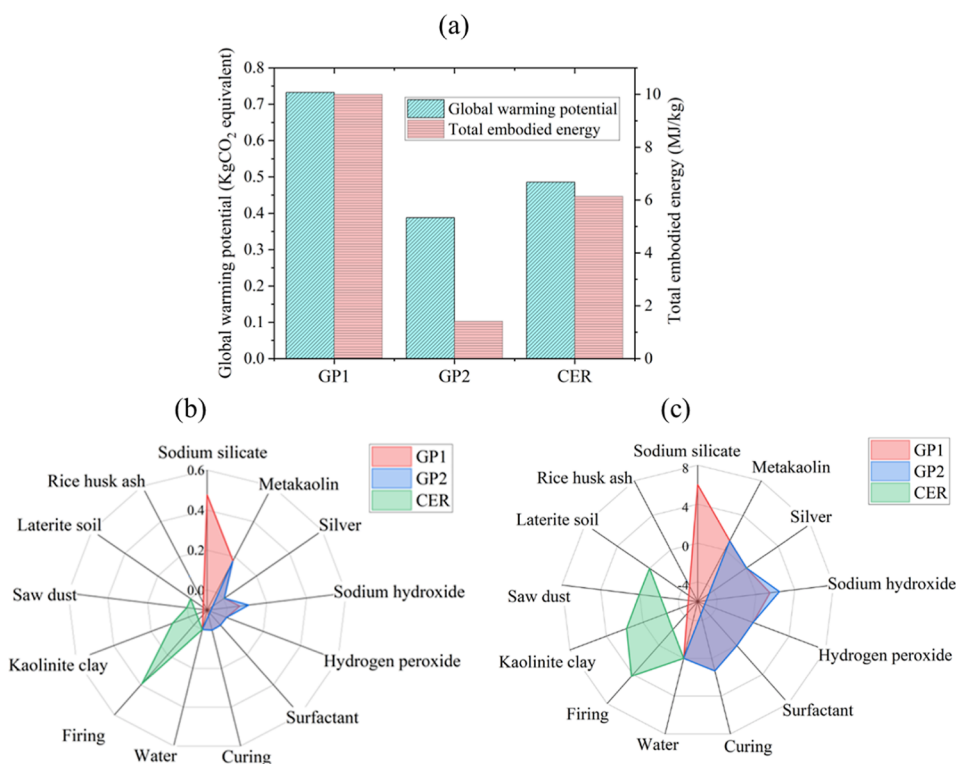 (a)
Global warming potential (KgCO₂ equivalent)
0.8
0.7
0.6
0.5
0.4
0.3
0.2
0.1
0.0
Global warming potential
Total embodied energy
10
8
6
4
2
0
Total embodied energy (MJ/kg)
GP1
GP2
CER
(b)
Sodium silicate
Metakaolin
Silver
Sodium hydroxide
Hydrogen peroxide
Surfactant
Curing
Water
Firing
Kaolinite clay
Saw dust
Laterite soil
Rice husk ash
0.6
0.4
0.2
0.0
GP1
GP2
CER
(c)
Sodium silicate
Metakaolin
Silver
Sodium hydroxide
Hydrogen peroxide
Surfactant
Curing
Water
Firing
Kaolinite clay
Saw dust
Laterite soil
Rice husk ash
8
4
0
-4
GP1
GP2
CER